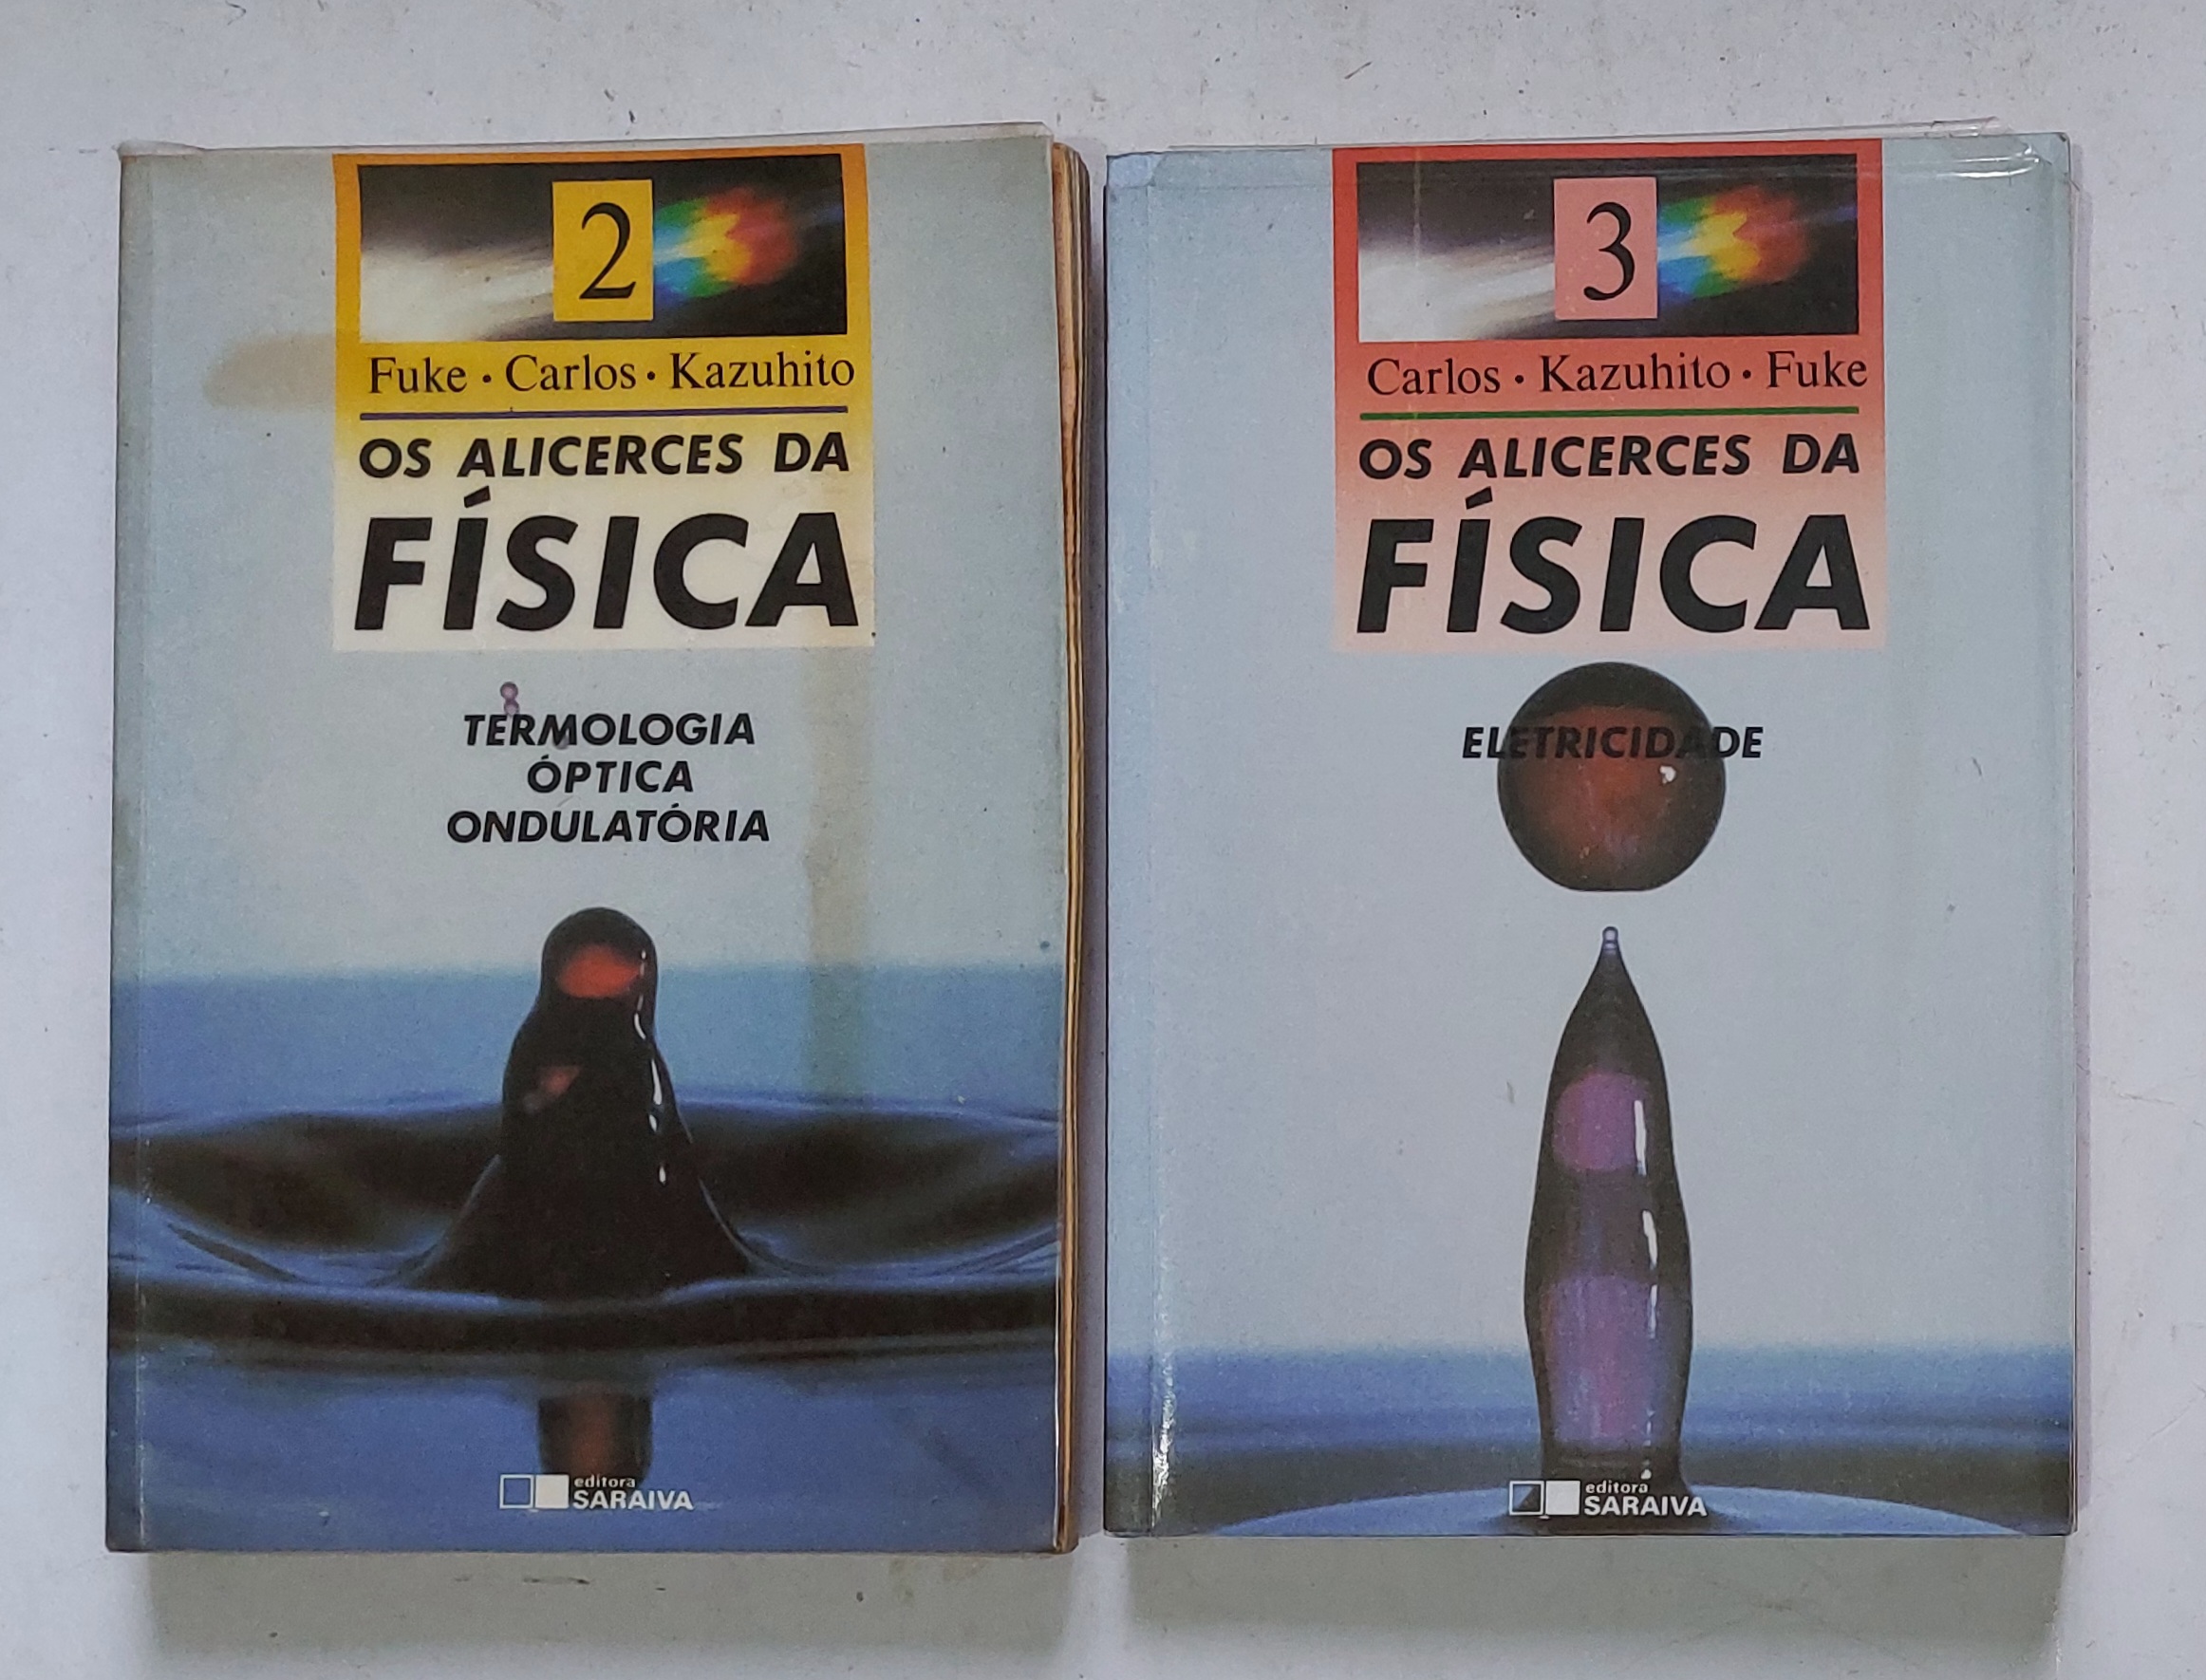 2
Fuke · Carlos · Kazuhito
OS ALICERCES DA
FÍSICA
TERMOLOGIA
ÓPTICA
ONDULATÓRIA
editora
SARAIVA
3
Carlos · Kazuhito · Fuke
OS ALICERCES DA
FÍSICA
ELETRICIDADE
editora
SARAIVA